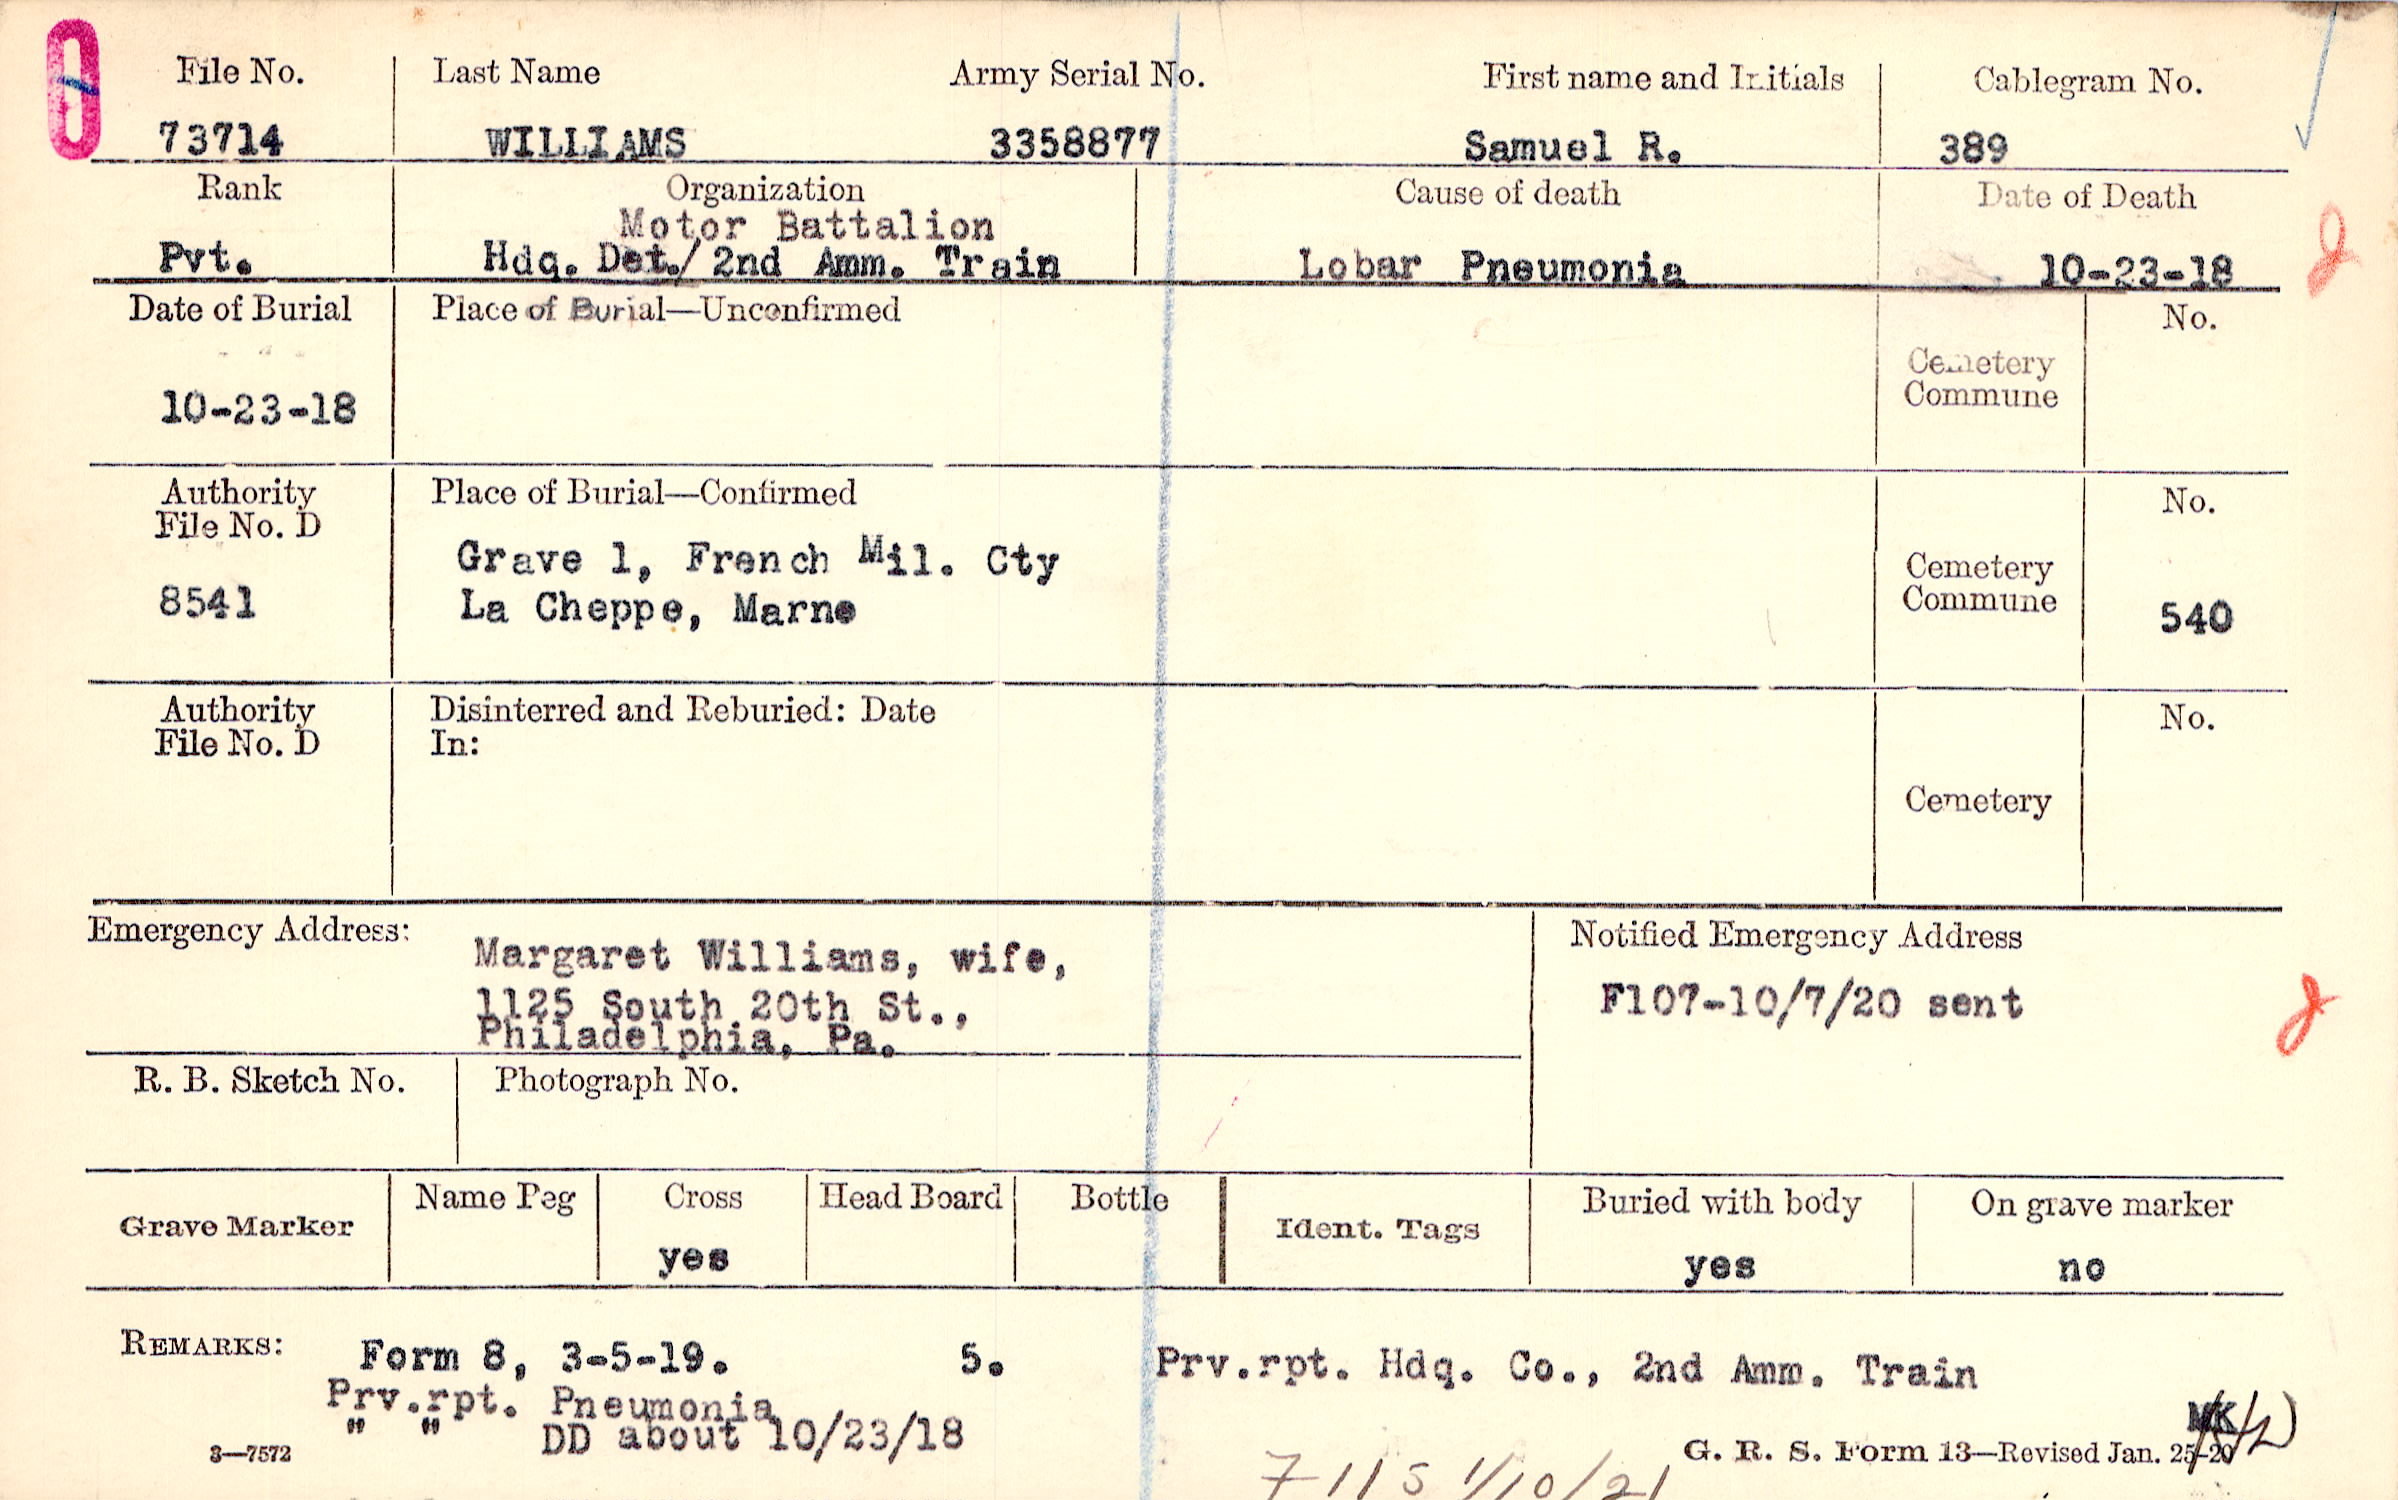 File No. Last Name Army Serial No. First name and Initials Cablegram No.
73714 WILLIAMS 3358877 Samuel R. 389
Rank Organization Cause of death Date of Death
Motor Battalion
Pvt. Hdq. Det./ 2nd Amm. Train Lobar Pneumonia 10-23-18
Date of Burial Place of Burial—Unconfirmed No.
Cemetery
Commune
10-23-18
Authority Place of Burial—Confirmed No.
File No. D
Grave 1, French Mil. Cty
Cemetery
8541 La Cheppe, Marne Commune 540
Authority Disinterred and Reburied: Date No.
File No. D In:
Cemetery
Emergency Address: Notified Emergency Address
Margaret Williams, wife,
1125 South 20th St., F107-10/7/20 sent
Philadelphia, Pa.
R. B. Sketch No. Photograph No.
Grave Marker Name Peg Cross Head Board Bottle Ident. Tags Buried with body On grave marker
yes yes no
REMARKS: Form 8, 3-5-19. 5. Prv.rpt. Hdq. Co., 2nd Amm. Train
Prv.rpt. Pneumonia
" " DD about 10/23/18 MK
3—7572 G. R. S. Form 13—Revised Jan. 25-20
7115 1/10/21